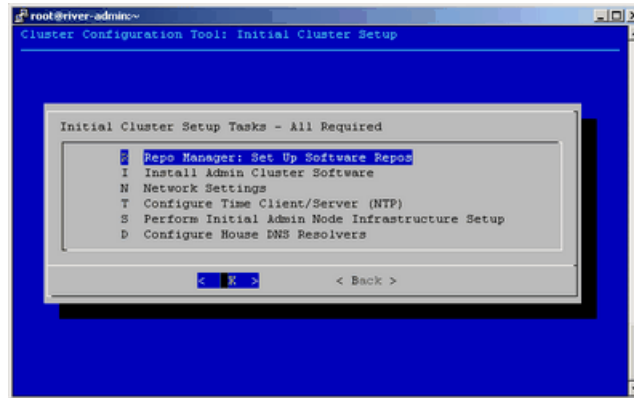 root@river-admin:~
Cluster Configuration Tool: Initial Cluster Setup
Initial Cluster Setup Tasks - All Required
R Repo Manager: Set Up Software Repos
I Install Admin Cluster Software
N Network Settings
T Configure Time Client/Server (NTP)
S Perform Initial Admin Node Infrastructure Setup
D Configure House DNS Resolvers
< K > < Back >